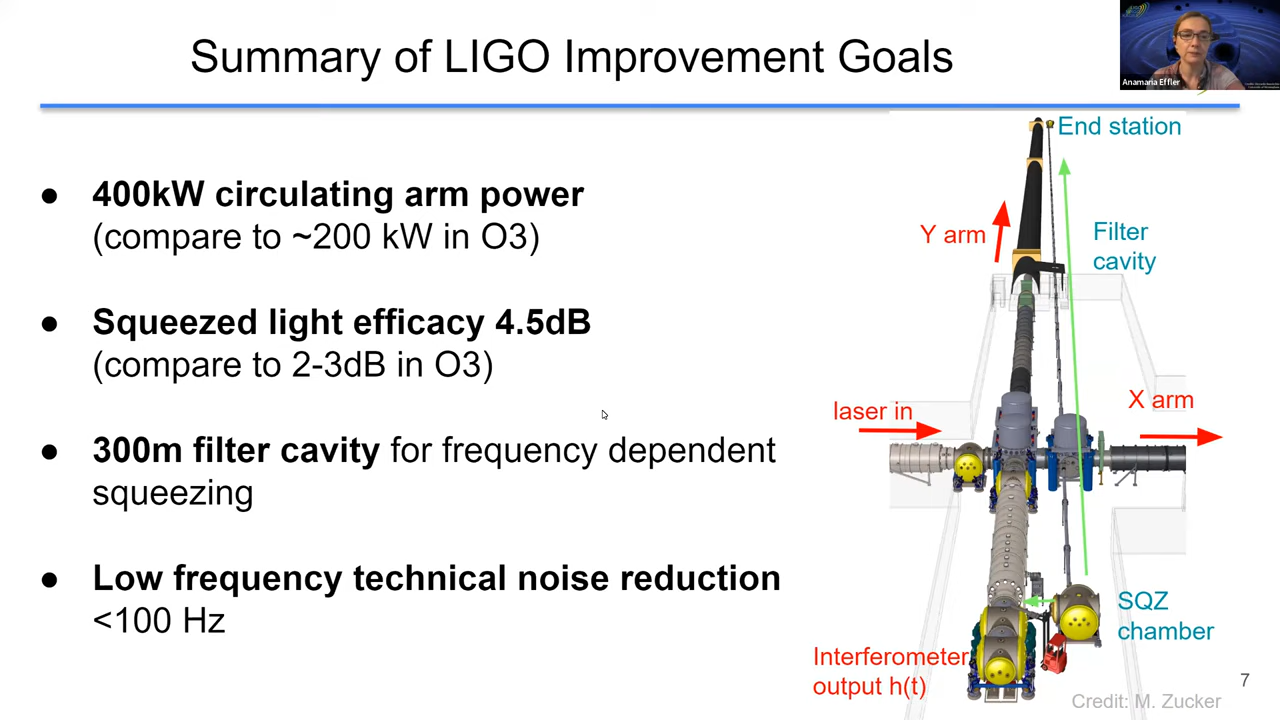 Summary of LIGO Improvement Goals
Anamaria Effler
● 400kW circulating arm power
(compare to ~200 kW in O3)
● Squeezed light efficacy 4.5dB
(compare to 2-3dB in O3)
● 300m filter cavity for frequency dependent
squeezing
● Low frequency technical noise reduction
<100 Hz
End station
Y arm
Filter
cavity
laser in
X arm
SQZ
chamber
Interferometer
output h(t)
Credit: M. Zucker
7